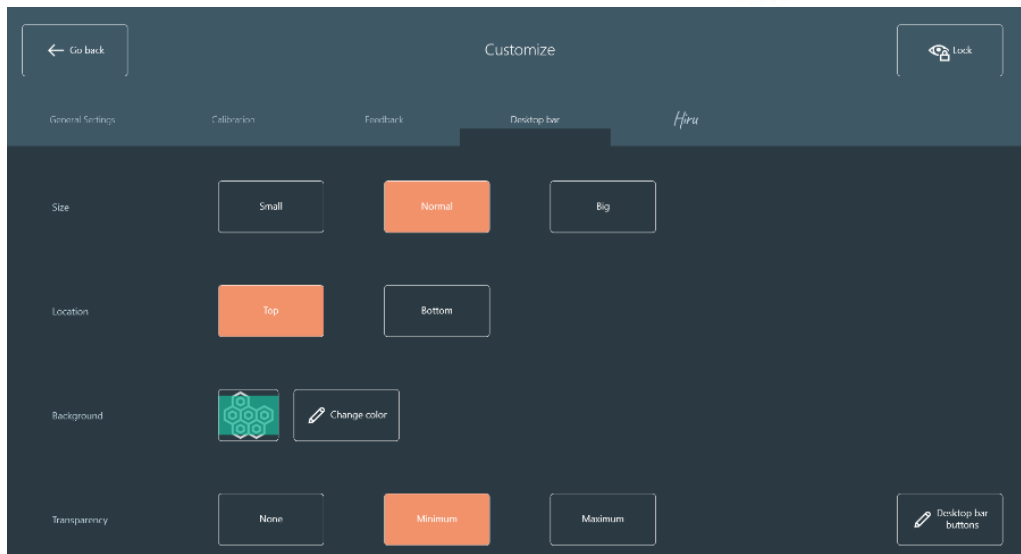 Go back
Customize
Lock
General Settings
Calibration
Feedback
Desktop bar
Hiru
Size
Small
Normal
Big
Location
Top
Bottom
Background
Change color
Transparency
None
Minimum
Maximum
Desktop bar
buttons